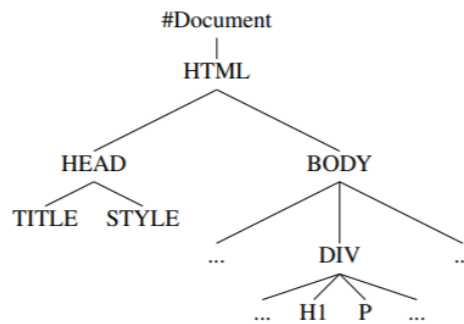 #Document
HTML
HEAD BODY
TITLE STYLE
... DIV ..
... H1 P ...